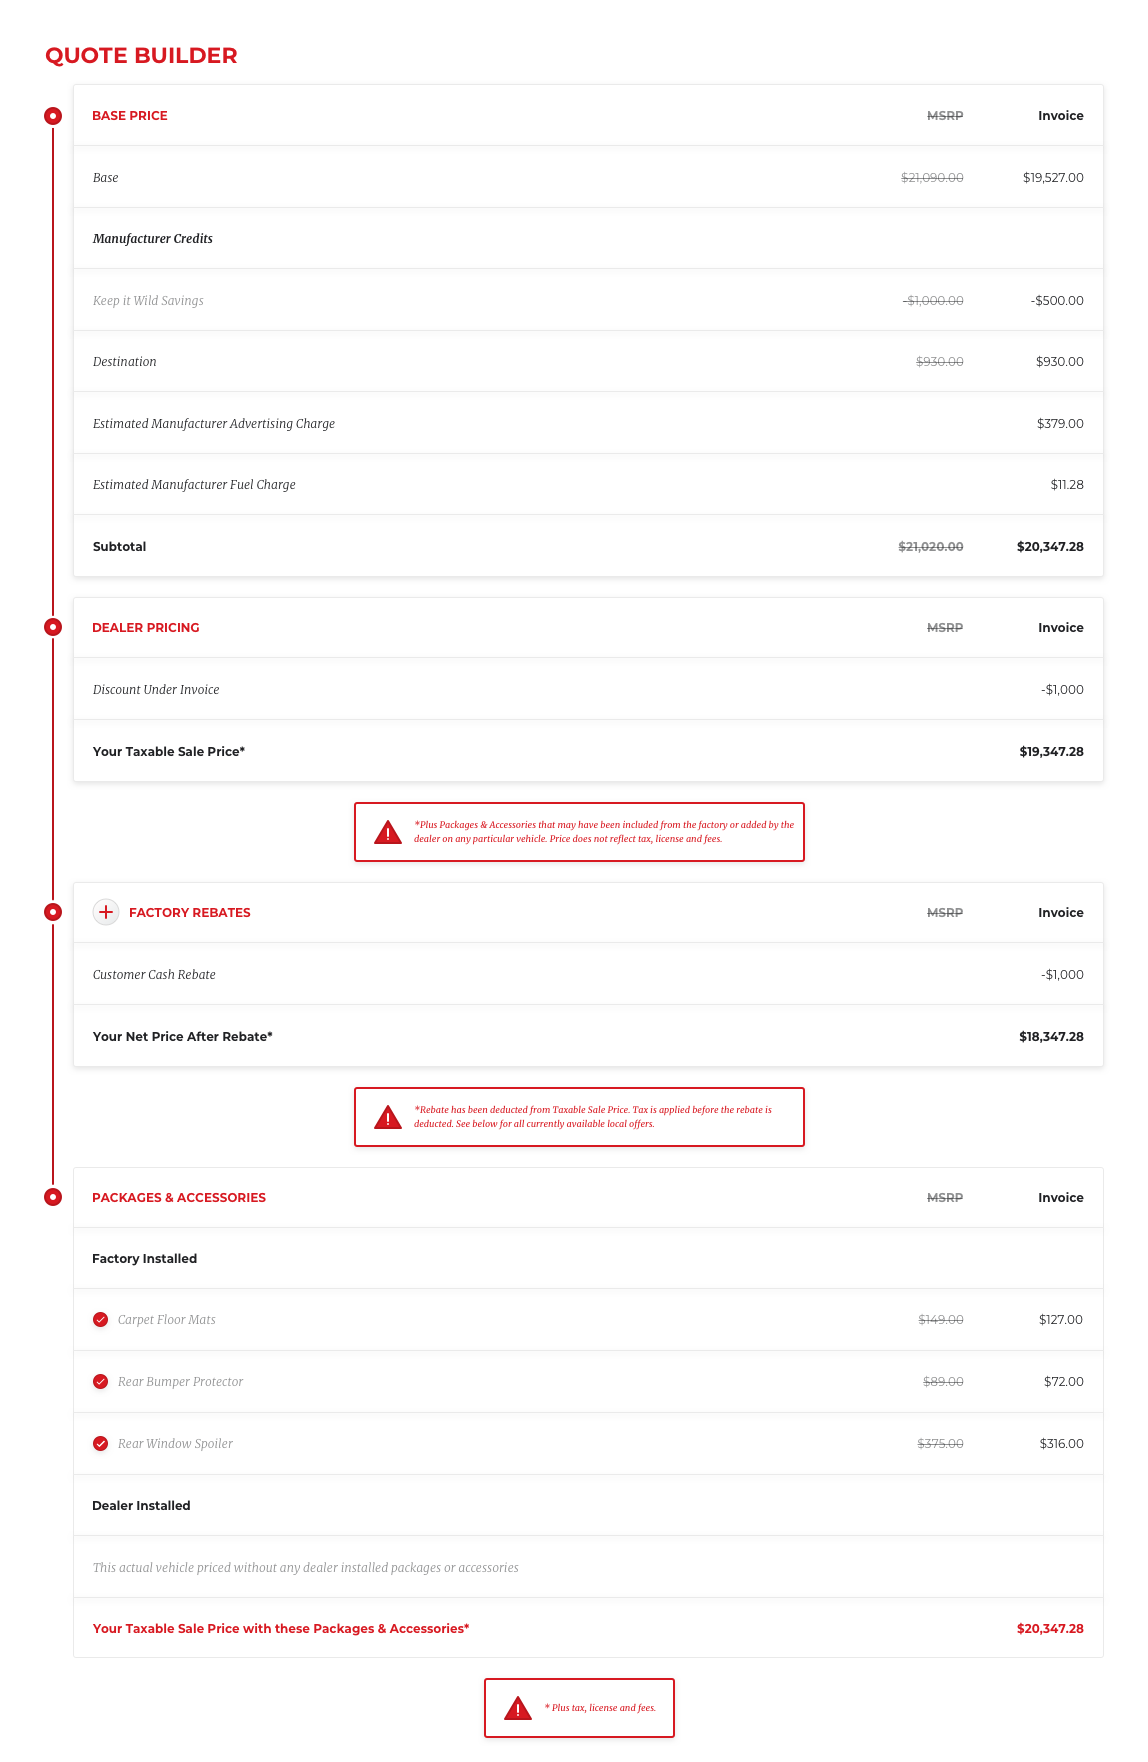 QUOTE BUILDER
BASE PRICE MSRP Invoice
Base $21,090.00 $19,527.00
Manufacturer Credits
Keep it Wild Savings -$1,000.00 -$500.00
Destination $930.00 $930.00
Estimated Manufacturer Advertising Charge $379.00
Estimated Manufacturer Fuel Charge $11.28
Subtotal $21,020.00 $20,347.28
DEALER PRICING MSRP Invoice
Discount Under Invoice -$1,000
Your Taxable Sale Price* $19,347.28
*Plus Packages & Accessories that may have been included from the factory or added by the
dealer on any particular vehicle. Price does not reflect tax, license and fees.
FACTORY REBATES MSRP Invoice
Customer Cash Rebate -$1,000
Your Net Price After Rebate* $18,347.28
*Rebate has been deducted from Taxable Sale Price. Tax is applied before the rebate is
deducted. See below for all currently available local offers.
PACKAGES & ACCESSORIES MSRP Invoice
Factory Installed
Carpet Floor Mats $149.00 $127.00
Rear Bumper Protector $89.00 $72.00
Rear Window Spoiler $375.00 $316.00
Dealer Installed
This actual vehicle priced without any dealer installed packages or accessories
Your Taxable Sale Price with these Packages & Accessories* $20,347.28
* Plus tax, license and fees.